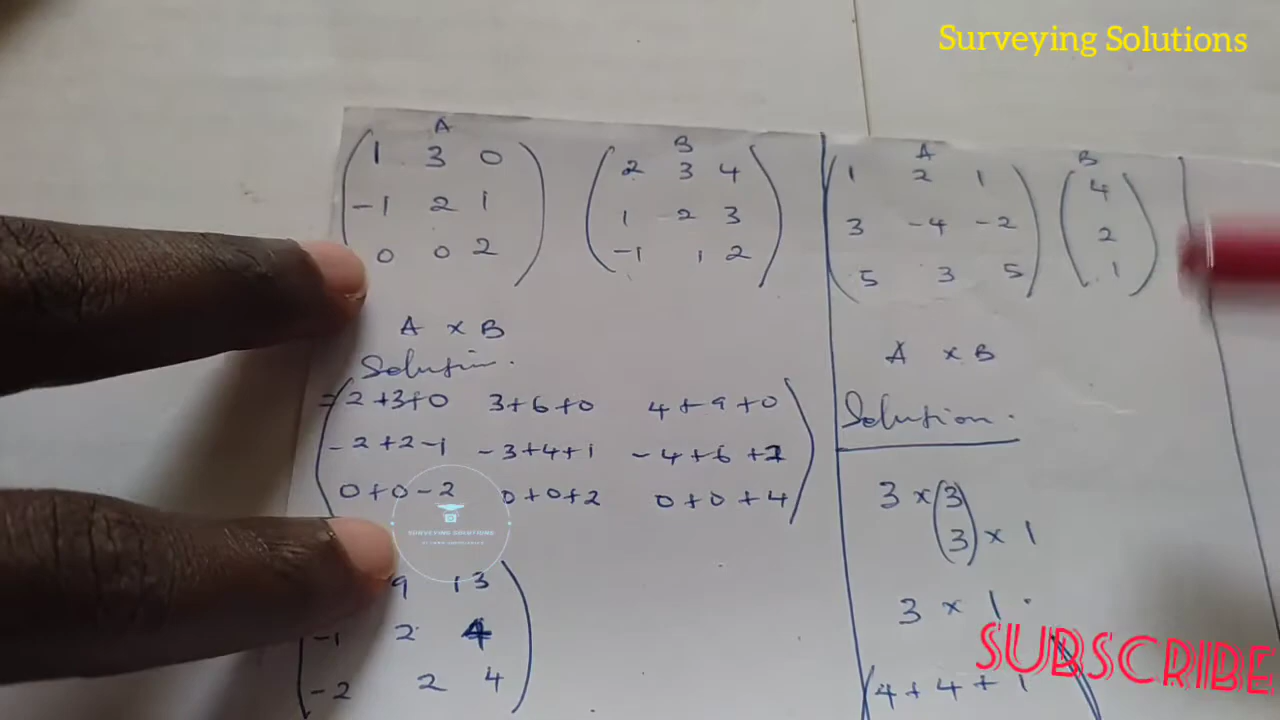 Surveying Solutions
A
1 3 0
-1 2 1
0 0 2
B
2 3 4
1 2 3
-1 1 2
A × B
Solution.
= 2+3+0 3+6+0 4+9+0
-2+2-1 -3+4+1 -4+6+2
0+0-2 0+0+2 0+0+4
SURVEYING SOLUTIONS
9 13
-1 2 4
-2 2 4
A
1 2 1
3 -4 -2
5 3 5
B
4
2
1
A × B
Solution.
3 × 3
3 × 1
3 × 1.
4+4+1
SUBSCRIBE